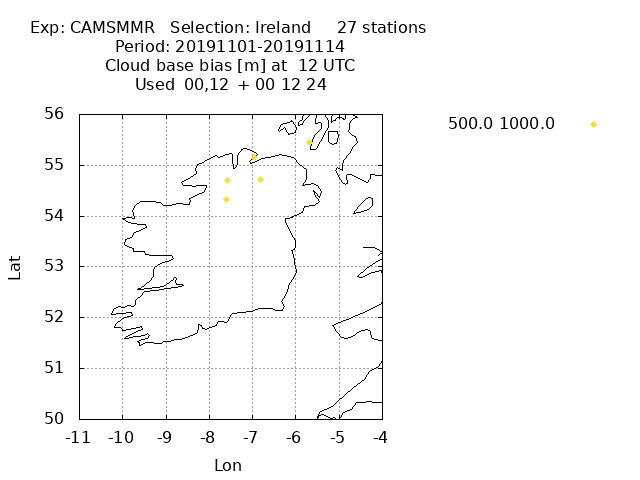 Exp: CAMSMMR   Selection: Ireland     27 stations
Period: 20191101-20191114
Cloud base bias [m] at  12 UTC
Used  00,12  + 00 12 24
500.0 1000.0
56
55
54
53
52
51
50
Lat
-11 -10 -9 -8 -7 -6 -5 -4
Lon